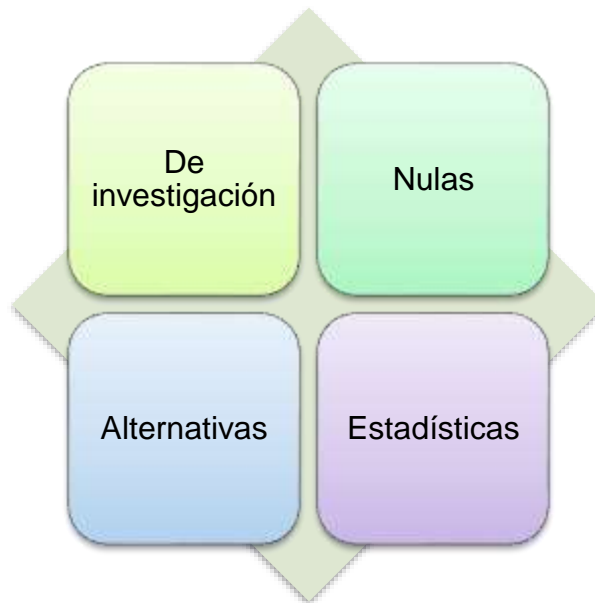 De
investigación
Nulas
Alternativas
Estadísticas